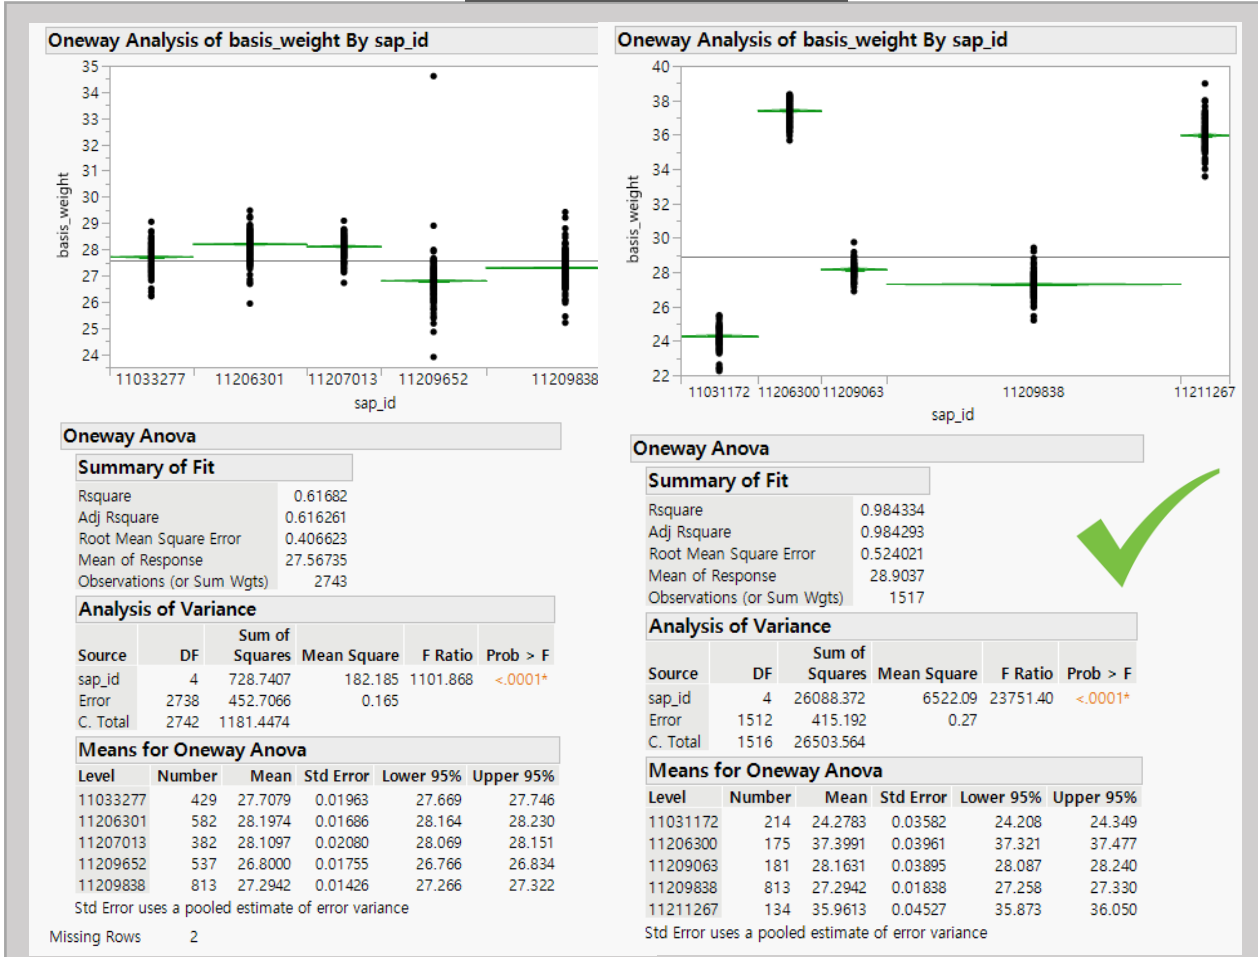 Oneway Analysis of basis_weight By sap_id
35
34
33
32
31
30
29
28
27
26
25
24
basis_weight
11033277 11206301 11207013 11209652 11209838
sap_id
Oneway Anova
Summary of Fit
Rsquare 0.61682
Adj Rsquare 0.616261
Root Mean Square Error 0.406623
Mean of Response 27.56735
Observations (or Sum Wgts) 2743
Analysis of Variance
Source DF Sum of Squares Mean Square F Ratio Prob > F
sap_id 4 728.7407 182.185 1101.868 <.0001*
Error 2738 452.7066 0.165
C. Total 2742 1181.4474
Means for Oneway Anova
Level Number Mean Std Error Lower 95% Upper 95%
11033277 429 27.7079 0.01963 27.669 27.746
11206301 582 28.1974 0.01686 28.164 28.230
11207013 382 28.1097 0.02080 28.069 28.151
11209652 537 26.8000 0.01755 26.766 26.834
11209838 813 27.2942 0.01426 27.266 27.322
Std Error uses a pooled estimate of error variance
Missing Rows 2
Oneway Analysis of basis_weight By sap_id
40
38
36
34
32
30
28
26
24
22
basis_weight
11031172 11206300 11209063 11209838 11211267
sap_id
Oneway Anova
Summary of Fit
Rsquare 0.984334
Adj Rsquare 0.984293
Root Mean Square Error 0.524021
Mean of Response 28.9037
Observations (or Sum Wgts) 1517
Analysis of Variance
Source DF Sum of Squares Mean Square F Ratio Prob > F
sap_id 4 26088.372 6522.09 23751.40 <.0001*
Error 1512 415.192 0.27
C. Total 1516 26503.564
Means for Oneway Anova
Level Number Mean Std Error Lower 95% Upper 95%
11031172 214 24.2783 0.03582 24.208 24.349
11206300 175 37.3991 0.03961 37.321 37.477
11209063 181 28.1631 0.03895 28.087 28.240
11209838 813 27.2942 0.01838 27.258 27.330
11211267 134 35.9613 0.04527 35.873 36.050
Std Error uses a pooled estimate of error variance